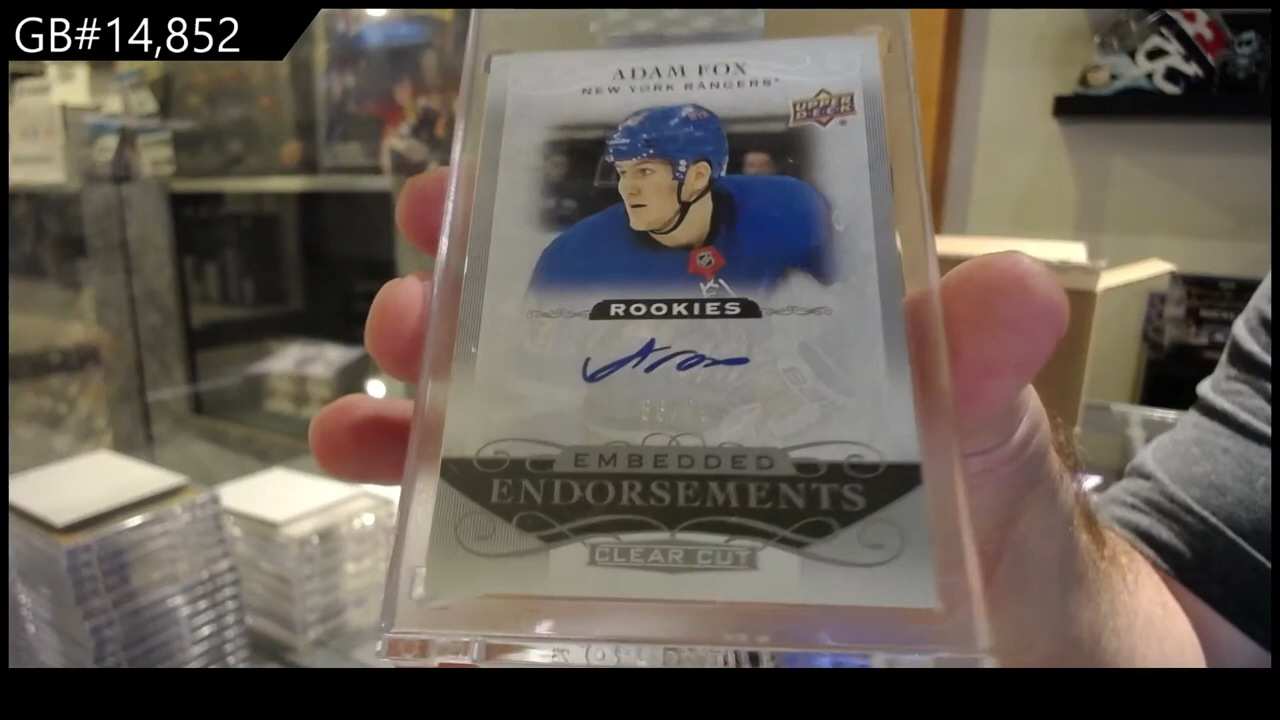 GB#14,852
ADAM FOX
NEW YORK RANGERS
UPPER
DECK
ROOKIES
EMBEDDED
ENDORSEMENTS
CLEAR CUT